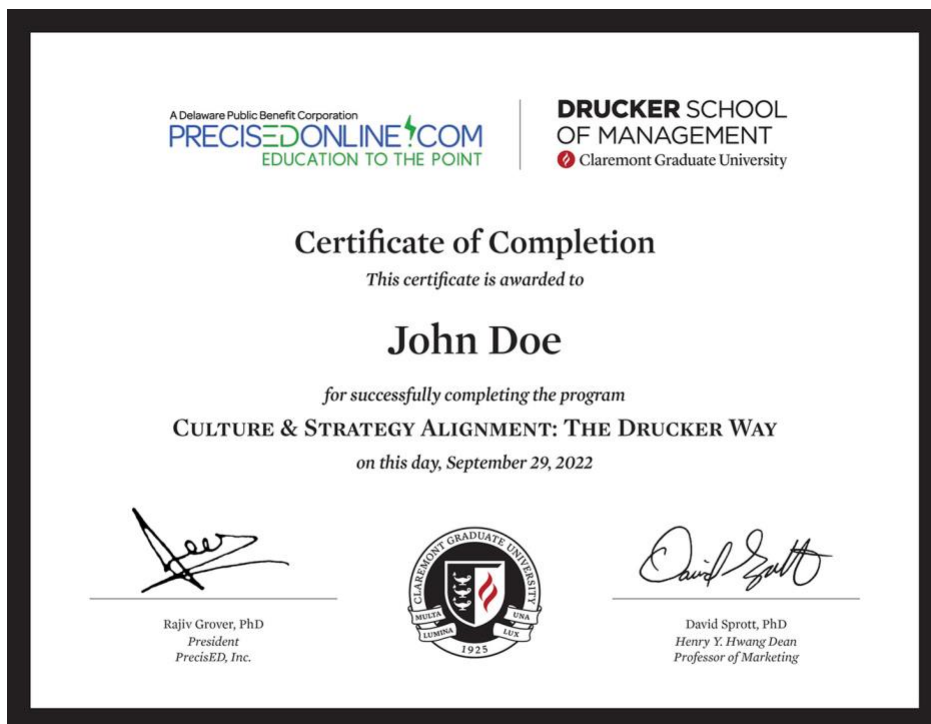 A Delaware Public Benefit Corporation
PRECISEDONLINE.COM
EDUCATION TO THE POINT
DRUCKER SCHOOL
OF MANAGEMENT
Claremont Graduate University
Certificate of Completion
This certificate is awarded to
John Doe
for successfully completing the program
CULTURE & STRATEGY ALIGNMENT: THE DRUCKER WAY
on this day, September 29, 2022
David Sprott
CLAREMONT GRADUATE UNIVERSITY
MULTA
LUMINA
UNA
LUX
1925
Rajiv Grover, PhD
President
PrecisED, Inc.
David Sprott, PhD
Henry Y. Hwang Dean
Professor of Marketing